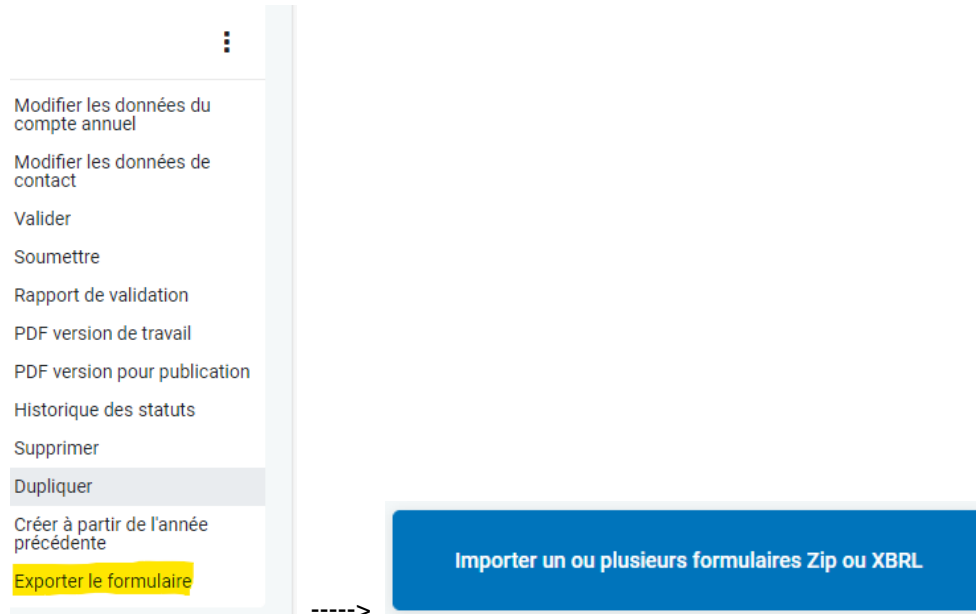 Modifier les données du
compte annuel
Modifier les données de
contact
Valider
Soumettre
Rapport de validation
PDF version de travail
PDF version pour publication
Historique des statuts
Supprimer
Dupliquer
Créer à partir de l'année
précédente
Exporter le formulaire
----->
Importer un ou plusieurs formulaires Zip ou XBRL